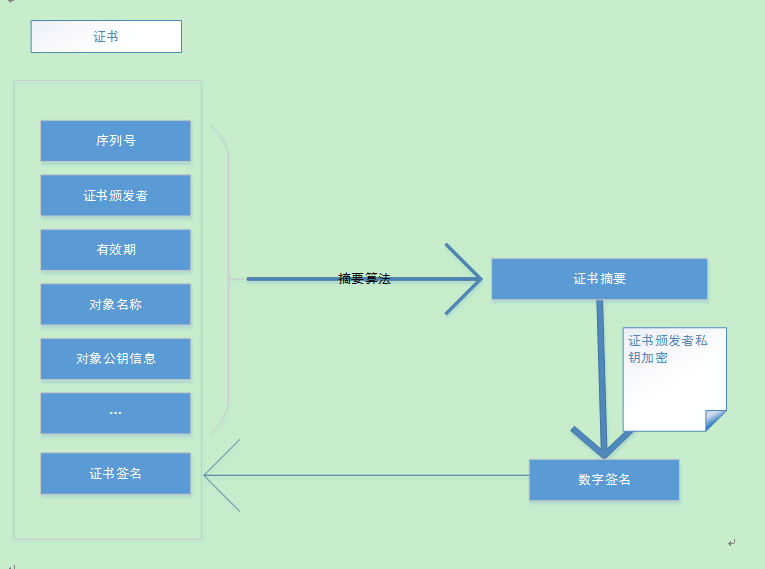 证书
序列号
证书颁发者
有效期
对象名称
对象公钥信息
...
证书签名
摘要算法
证书摘要
证书颁发者私
钥加密
数字签名